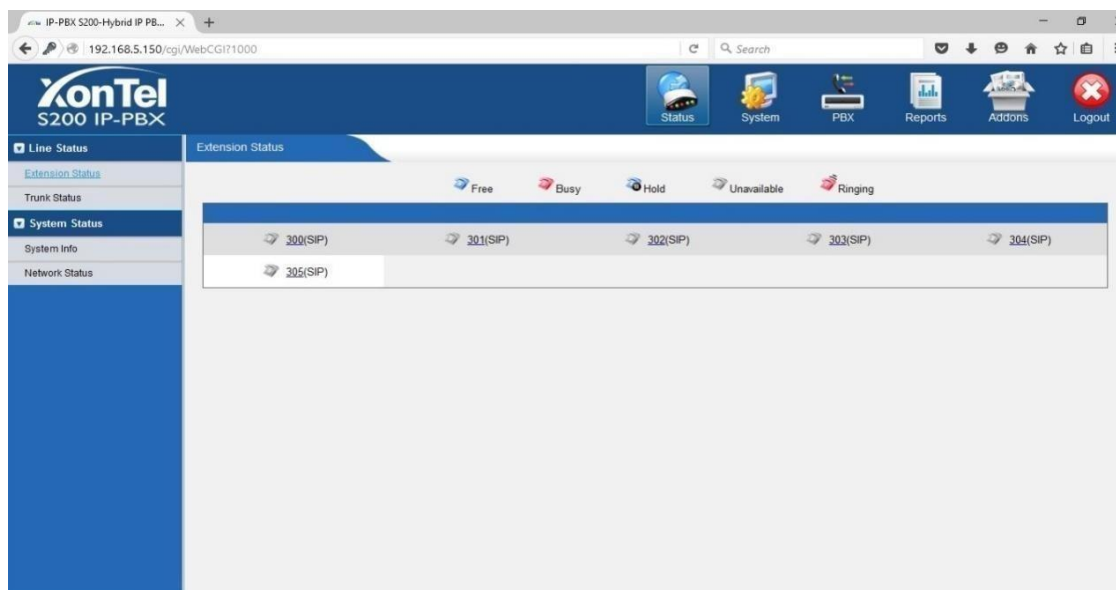 IP-PBX S200-Hybrid IP PB...
192.168.5.150/cgi/WebCGI?1000
Search
XonTel
S200 IP-PBX
Status
System
PBX
Reports
Addons
Logout
Line Status
Extension Status
Trunk Status
System Status
System Info
Network Status
Extension Status
Free
Busy
Hold
Unavailable
Ringing
300(SIP)
301(SIP)
302(SIP)
303(SIP)
304(SIP)
305(SIP)